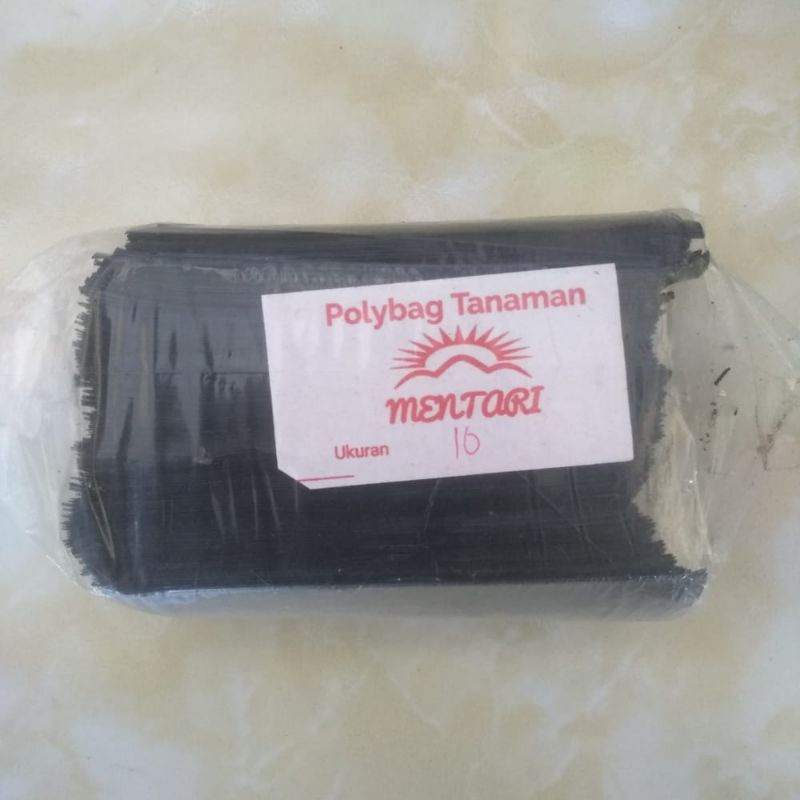 Polybag Tanaman
MENTARI
Ukuran 10